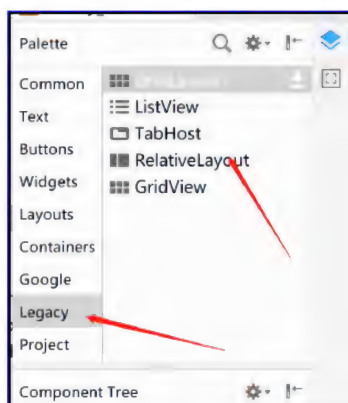 Palette
Common
Text
Buttons
Widgets
Layouts
Containers
Google
Legacy
Project
ListView
TabHost
RelativeLayout
GridView
Component Tree